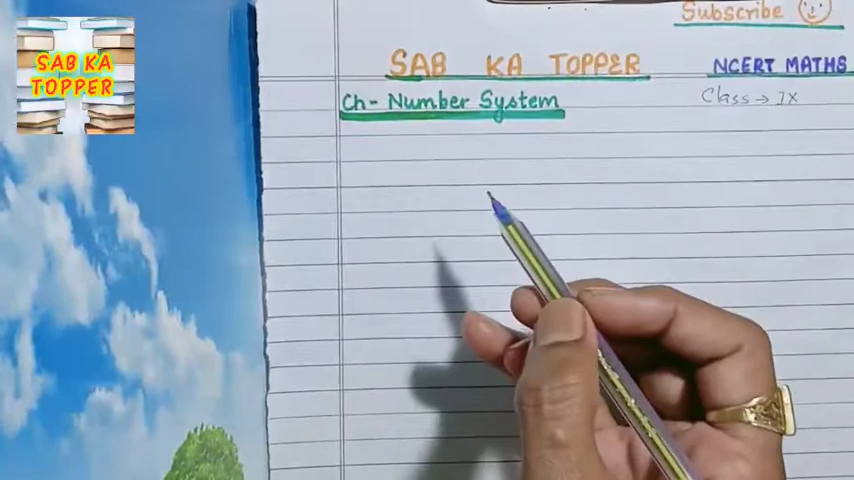 SAB KA
TOPPER
Subscribe
SAB KA TOPPER
NCERT MATHS
Ch- Number System
Class → IX